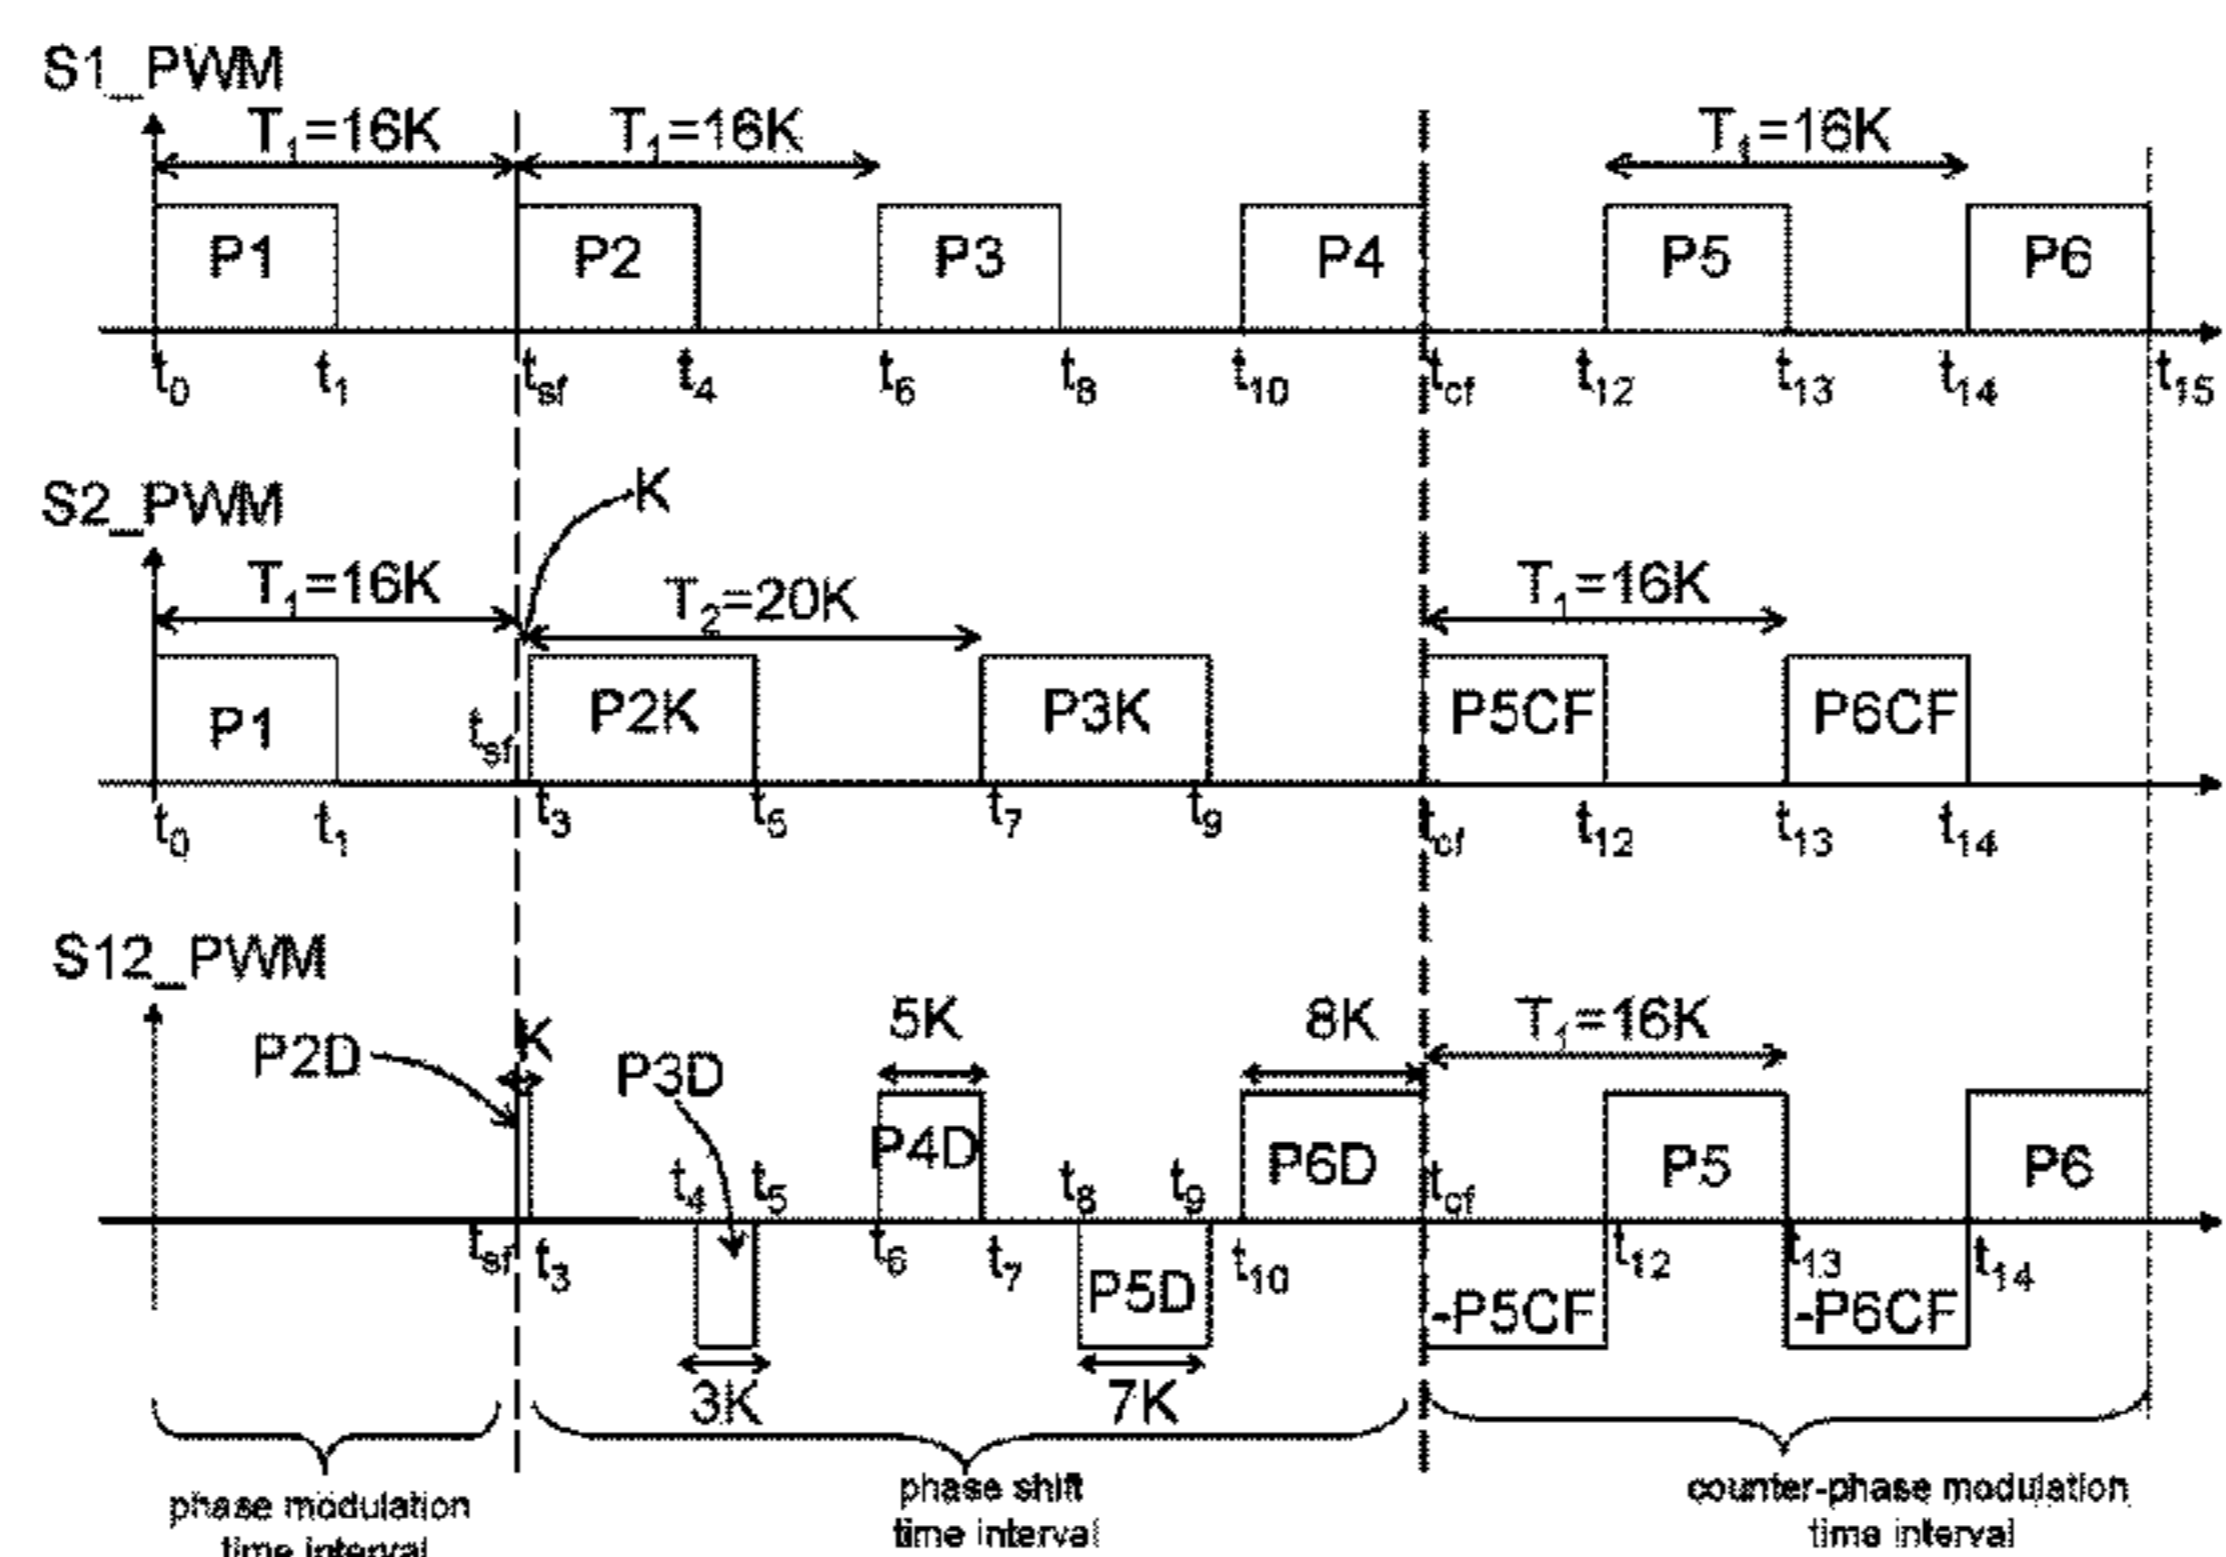 S1_PWM
T1=16K T1=16K T1=16K
P1 P2 P3 P4 P5 P6
t0 t1 tsf t4 t6 t8 t10 tcf t12 t13 t14 t15
K
S2_PWM
T1=16K T2=20K T1=16K
P1 tsf P2K P3K P5CF P6CF
t0 t1 t3 t5 t7 t9 tcf t12 t13 t14
S12_PWM
P2D K P3D 5K 8K T1=16K
P4D P6D P5 P6
t4 t5 t8 t9 tcf
tsf t3 t6 t7 t10 t12 t13 t14
P5D -P5CF -P6CF
3K 7K
phase modulation
time interval
phase shift
time interval
counter-phase modulation
time interval